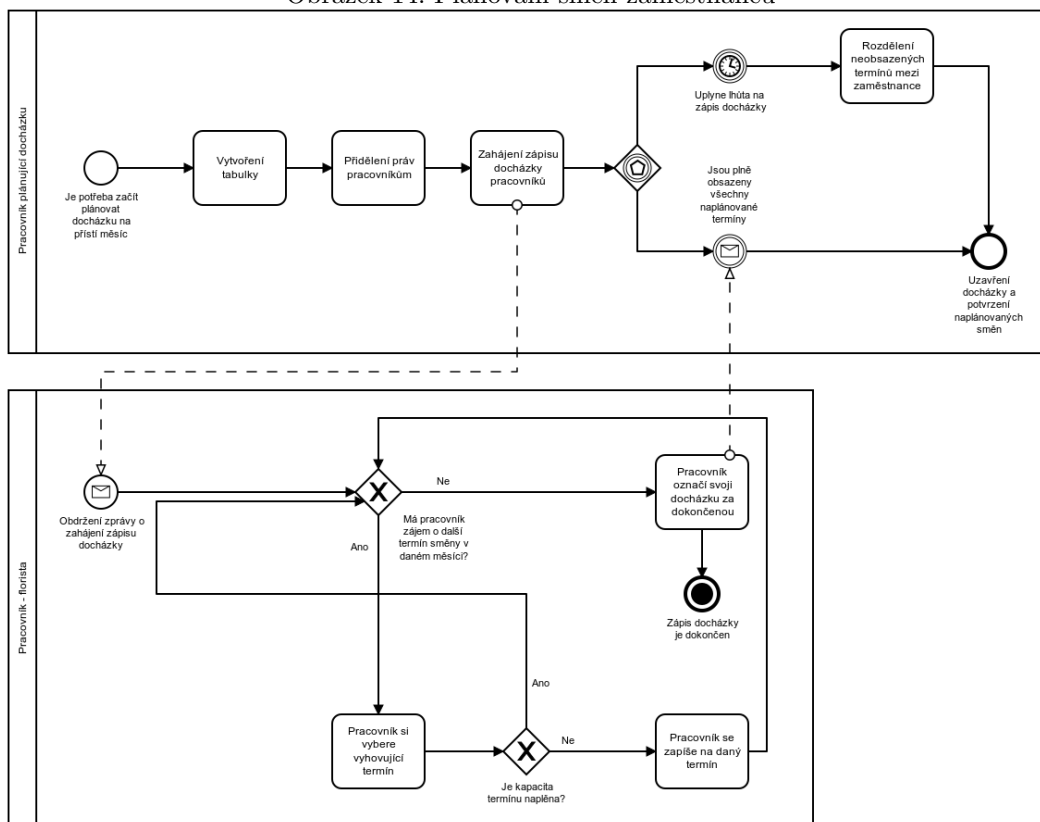 Obrázek 14: Plánování směn zaměstnanců
Pracovník plánující docházku
Je potřeba začít
plánovat
docházku na
příští měsíc
Vytvoření
tabulky
Přidělení práv
pracovníkům
Zahájení zápisu
docházky
pracovníků
Uplyne lhůta na
zápis docházky
Rozdělení
neobsazených
termínů mezi
zaměstnance
Jsou plně
obsazeny
všechny
naplánované
termíny
Uzavření
docházky a
potvrzení
naplánovaných
směn
Pracovník - florista
Obdržení zprávy o
zahájení zápisu
docházky
Má pracovník
zájem o další
termín směny v
daném měsíci?
Ne
Ano
Pracovník
označí svoji
docházku za
dokončenou
Zápis docházky
je dokončen
Pracovník si
vybere
vyhovující
termín
Je kapacita
termínu naplěna?
Ano
Ne
Pracovník se
zapíše na daný
termín